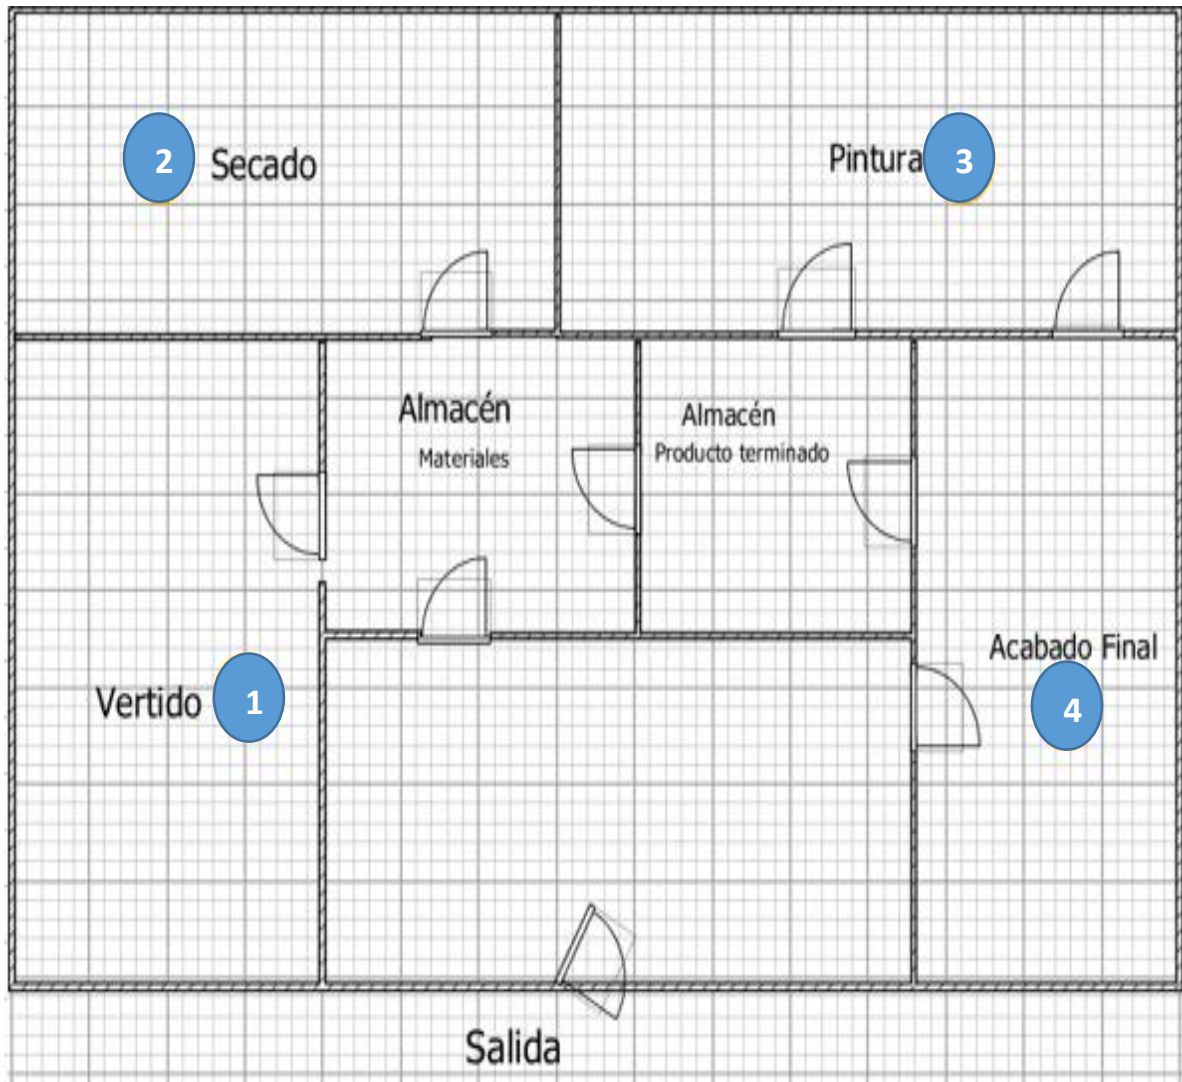 2 Secado
Pintura 3
Almacén
Materiales
Almacén
Producto terminado
Vertido 1
Acabado Final
4
Salida